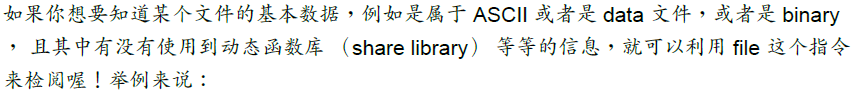 如果你想要知道某个文件的基本数据，例如是属于 ASCII 或者是 data 文件，或者是 binary
， 且其中有没有使用到动态函数库 （share library） 等等的信息，就可以利用 file 这个指令
来检阅喔！举例来说：